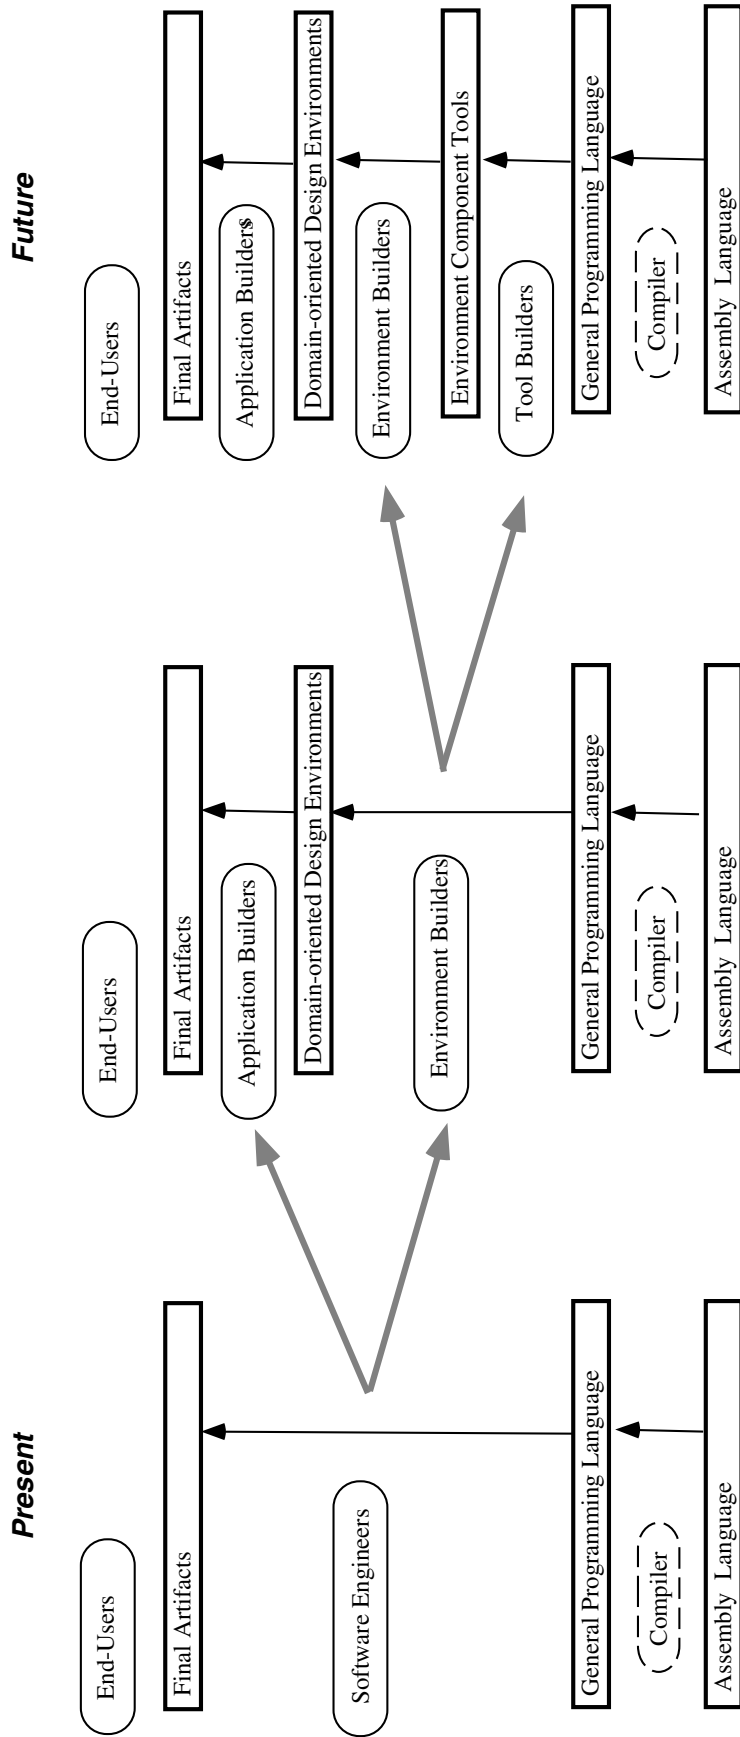 Present
Future
End-Users
Final Artifacts
Software Engineers
General Programming Language
Compiler
Assembly Language
End-Users
Final Artifacts
Application Builders
Domain-oriented Design Environments
Environment Builders
General Programming Language
Compiler
Assembly Language
End-Users
Final Artifacts
Application Builders
Domain-oriented Design Environments
Environment Builders
Environment Component Tools
Tool Builders
General Programming Language
Compiler
Assembly Language